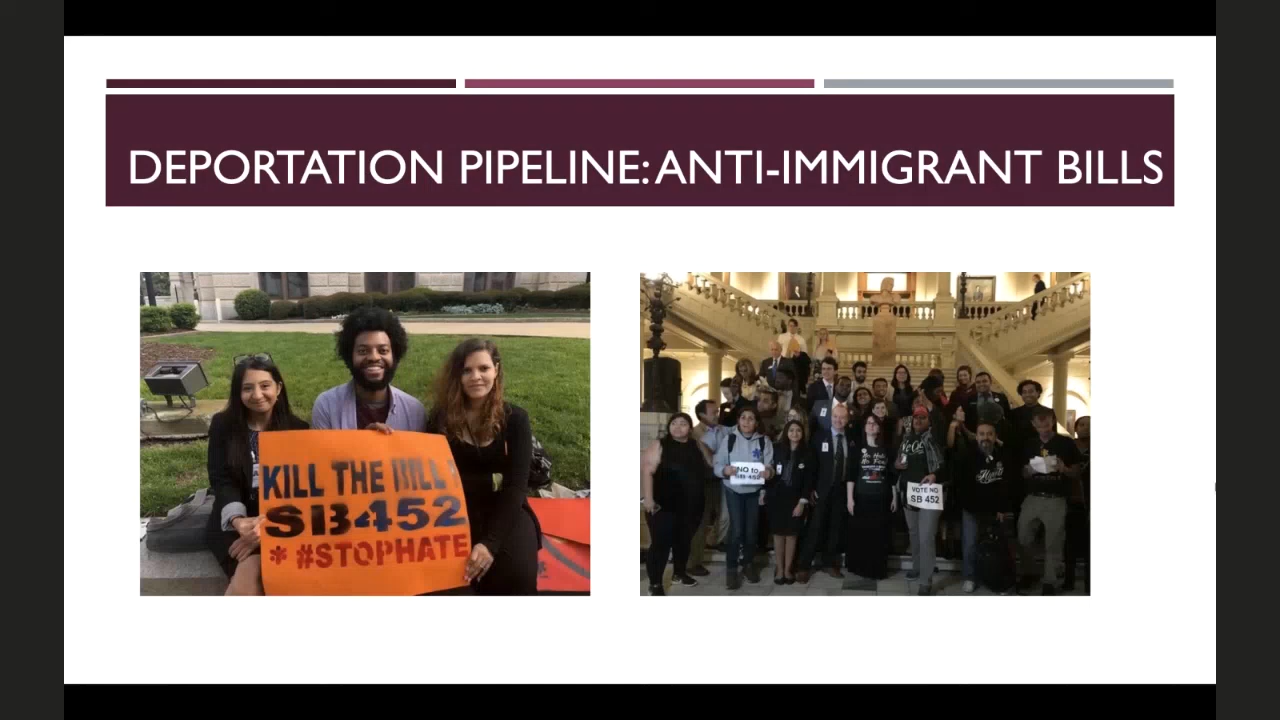 DEPORTATION PIPELINE: ANTI-IMMIGRANT BILLS
KILL THE BILL
SB452
* #STOPHATE
NO to
SB 452
VOTE NO
SB 452